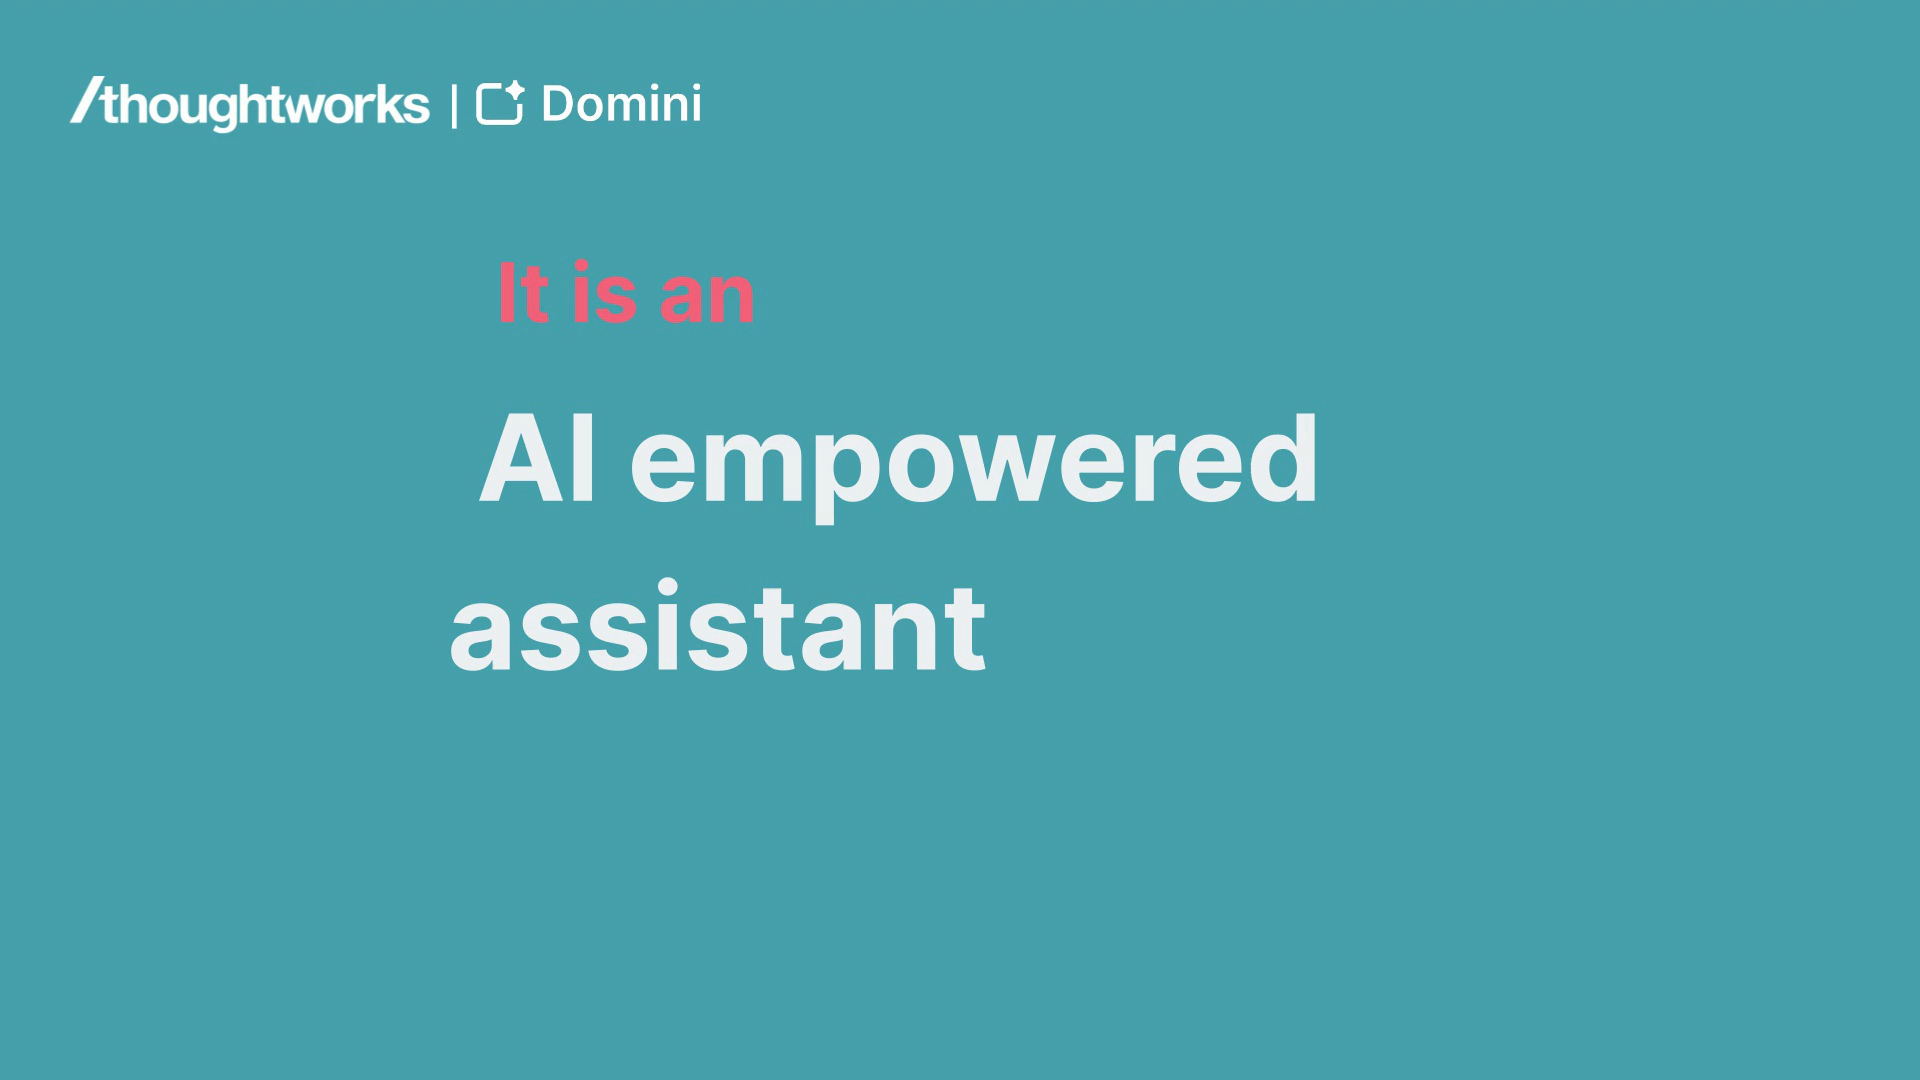 /thoughtworks | Domini
It is an
AI empowered
assistant